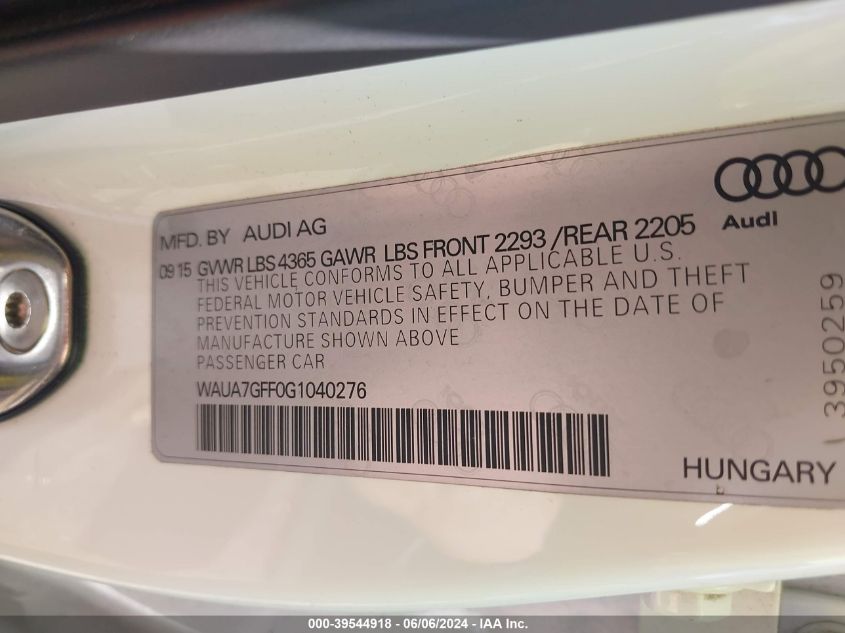 MFD. BY AUDI AG
Audi
09 15 GVWR LBS 4365 GAWR LBS FRONT 2293 /REAR 2205
THIS VEHICLE CONFORMS TO ALL APPLICABLE U.S.
FEDERAL MOTOR VEHICLE SAFETY, BUMPER AND THEFT
PREVENTION STANDARDS IN EFFECT ON THE DATE OF
MANUFACTURE SHOWN ABOVE
PASSENGER CAR
WAUA7GFF0G1040276
HUNGARY
3950259
000-39544918 - 06/06/2024 - IAA Inc.